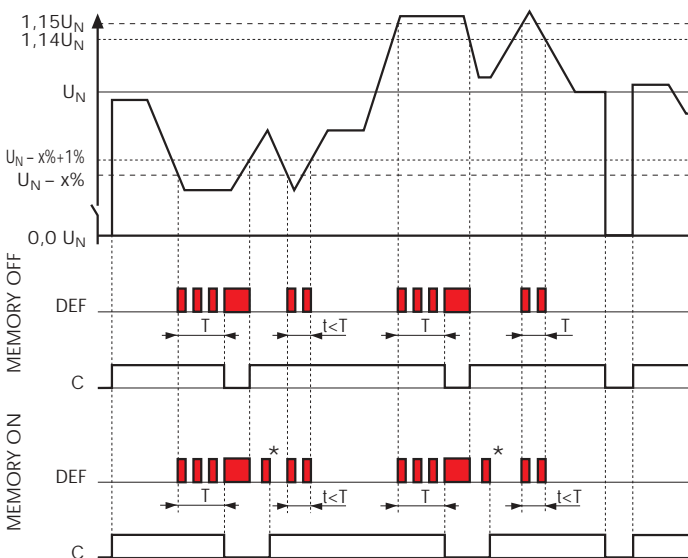 1,15U_N
1,14U_N
U_N
U_N – x%+1%
U_N – x%
0,0 U_N
MEMORY OFF
DEF
T t<T T T
C
MEMORY ON
* *
DEF
T t<T T t<T
C